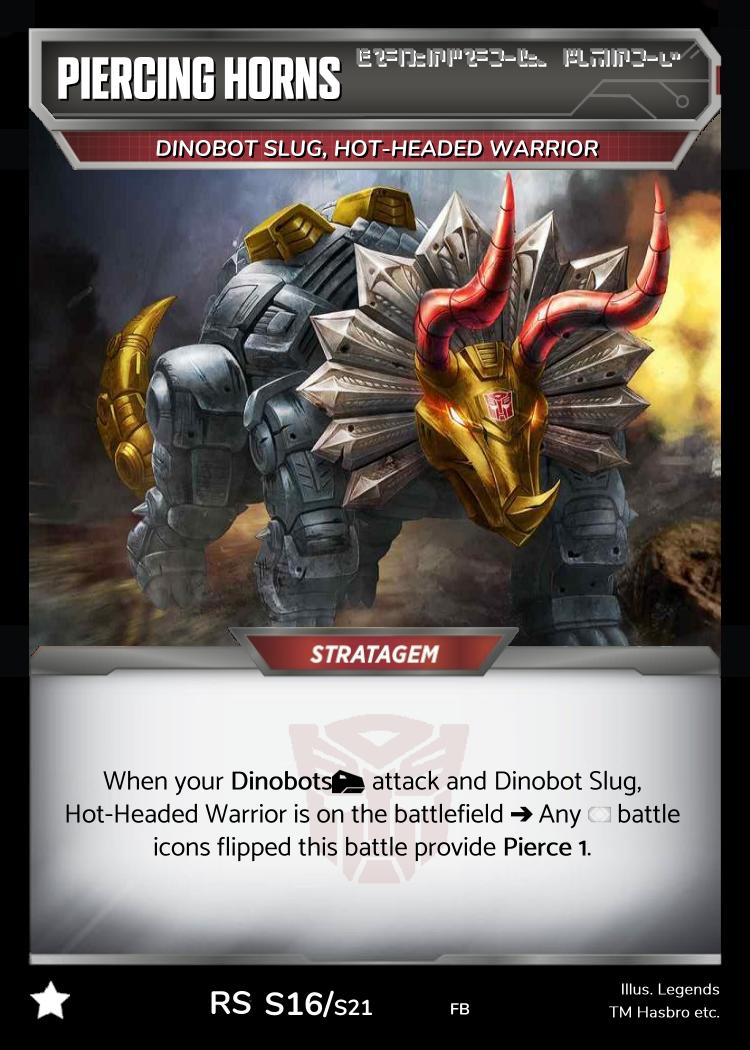 PIERCING HORNS
DINOBOT SLUG, HOT-HEADED WARRIOR
STRATAGEM
When your Dinobots attack and Dinobot Slug,
Hot-Headed Warrior is on the battlefield ➔ Any battle
icons flipped this battle provide Pierce 1.
RS S16/S21
FB
Illus. Legends
TM Hasbro etc.